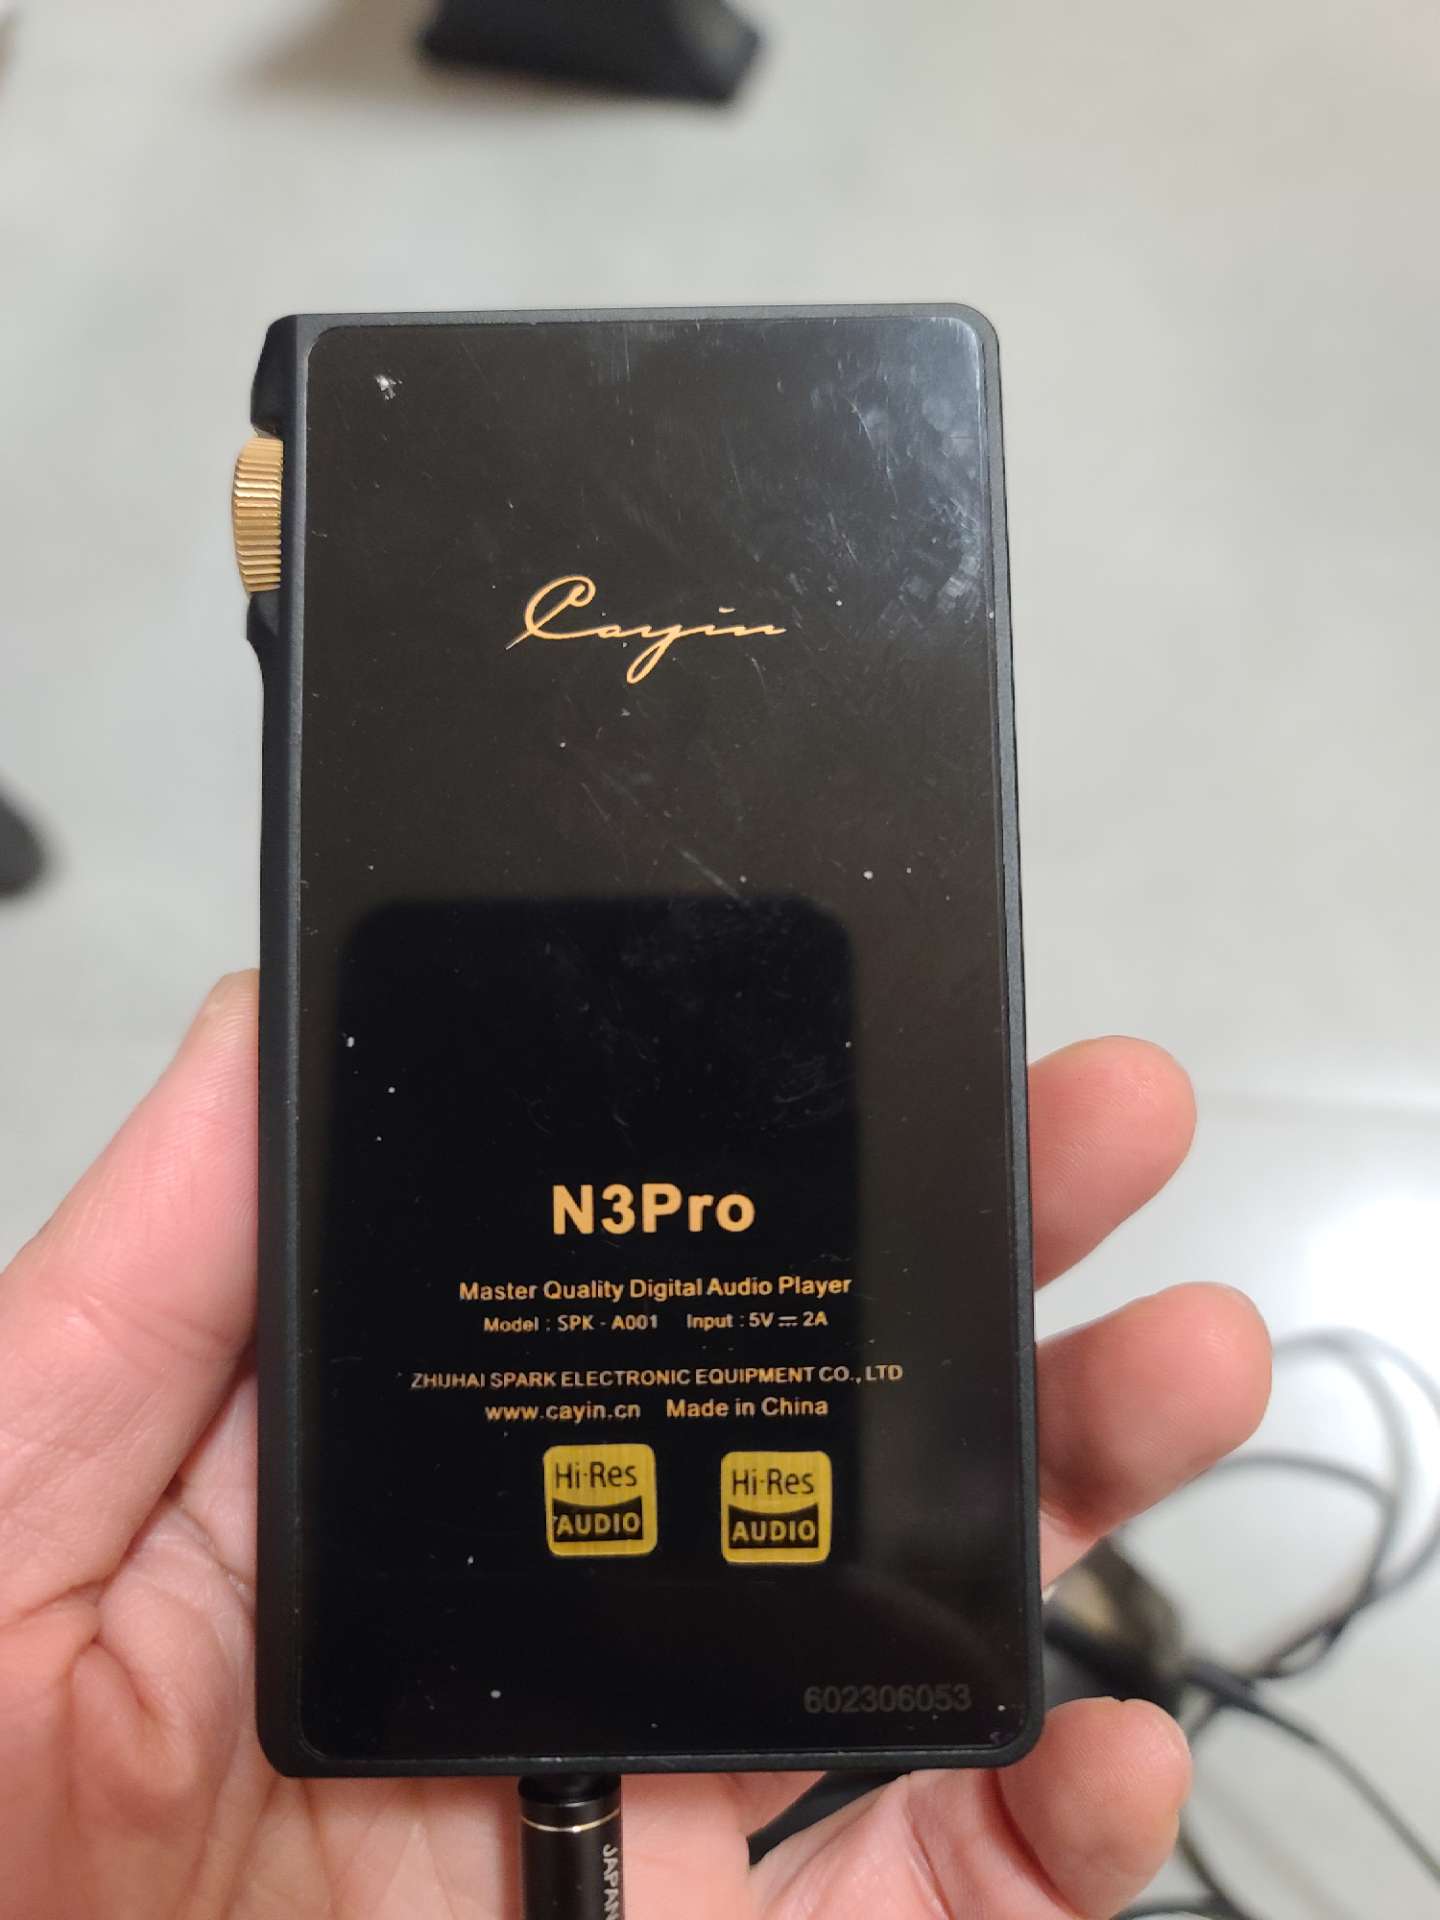 Cayin
N3Pro
Master Quality Digital Audio Player
Model : SPK - A001 Input : 5V ⎓ 2A
ZHUHAI SPARK ELECTRONIC EQUIPMENT CO., LTD
www.cayin.cn Made in China
Hi-Res AUDIO Hi-Res AUDIO
602306053
JAPAN